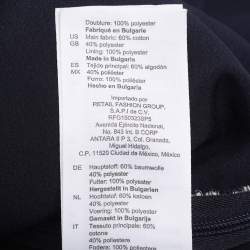 Doublure: 100% polyester
Fabriqué en Bulgarie
US Main fabric: 60% cotton
GB 40% polyester
Lining: 100% polyester
Made in Bulgaria
ES Tejido principal: 60% algodón
MX 40% poliéster
Forro: 100% poliéster
Hecho en Bulgaria
Importado por
RETAIL FASHION GROUP,
S.A.P.I de C.V.
Avenida Ejército Nacional,
No. 843 Int. B CORP
ANTARA II P 3, Col. Granada,
Miguel Hidalgo,
C.P. 11520 Ciudad de México,
México
DE Hauptstoff: 60% baumwolle
40% polyester
Futter: 100% polyester
Hergestellt in Bulgarien
NL Hoofdstof: 60% katoen
40% polyester
Voering: 100% polyester
Gemaakt in Bulgarije
IT Tessuto principale: 60%
cotone
40% poliestere